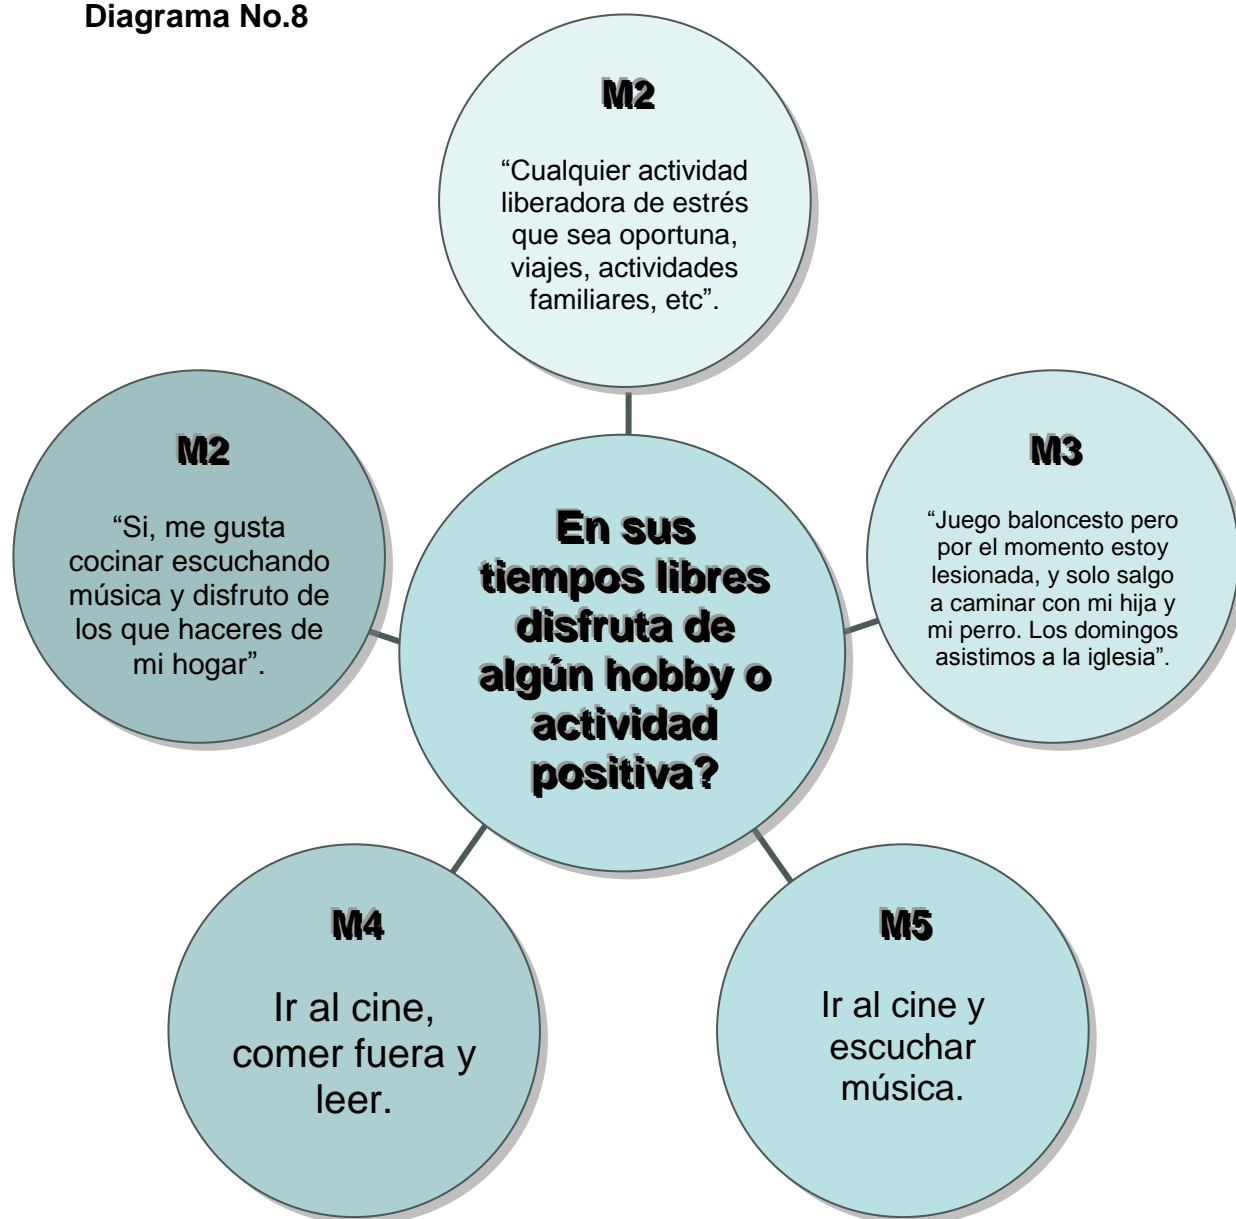 Diagrama No.8
M2
“Cualquier actividad
liberadora de estrés
que sea oportuna,
viajes, actividades
familiares, etc”.
M2
“Si, me gusta
cocinar escuchando
música y disfruto de
los que haceres de
mi hogar”.
En sus
tiempos libres
disfruta de
algún hobby o
actividad
positiva?
M3
“Juego baloncesto pero
por el momento estoy
lesionada, y solo salgo
a caminar con mi hija y
mi perro. Los domingos
asistimos a la iglesia”.
M4
Ir al cine,
comer fuera y
leer.
M5
Ir al cine y
escuchar
música.